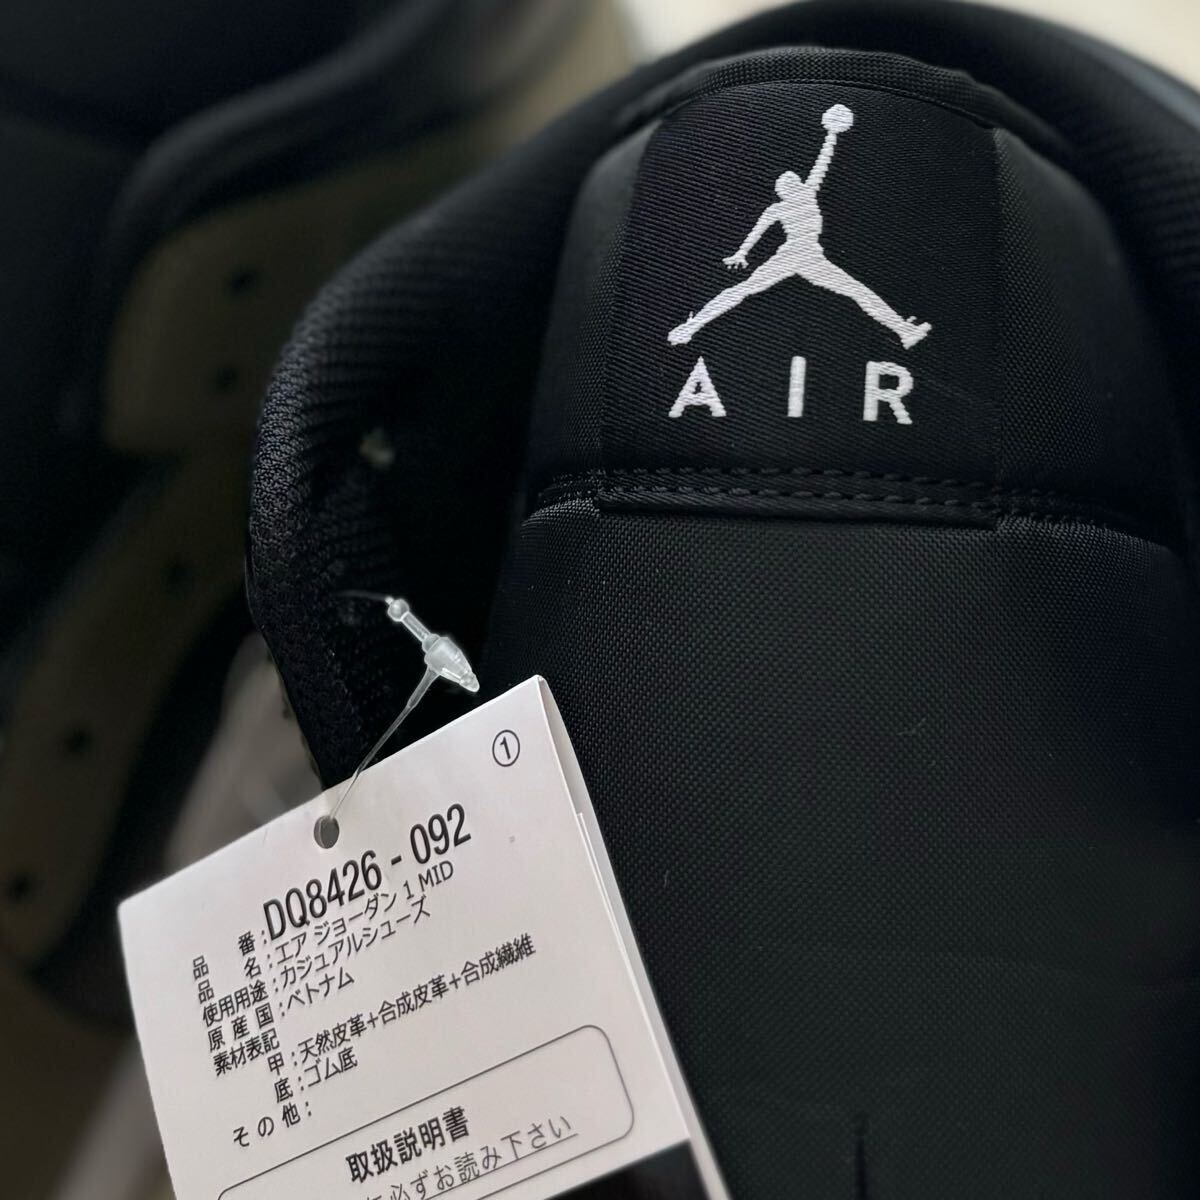 AIR
①
品 番:DQ8426-092
品 名:エア ジョーダン 1 MID
使用用途:カジュアルシューズ
原 産 国:ベトナム
素材表記
甲:天然皮革+合成皮革+合成繊維
底:ゴム底
その他:
取扱説明書
必ずお読み下さい